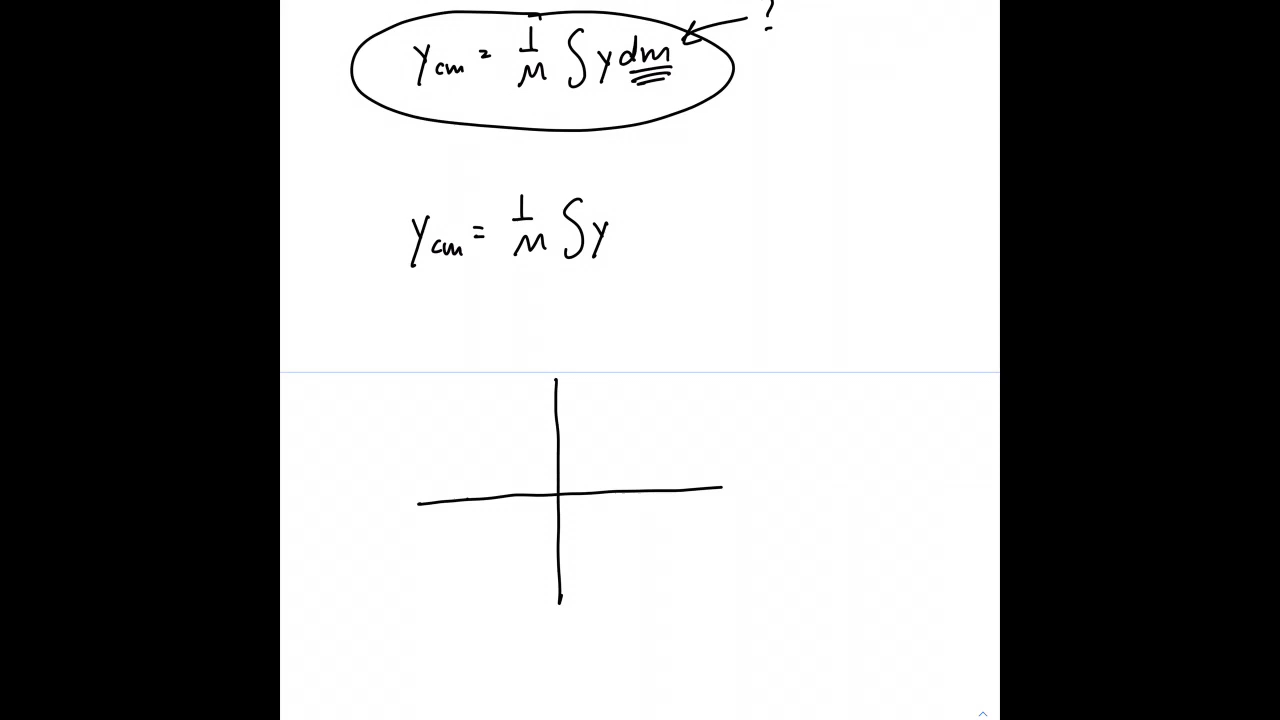 ?
y_cm = 1/M ∫ y dm
y_cm = 1/M ∫ y